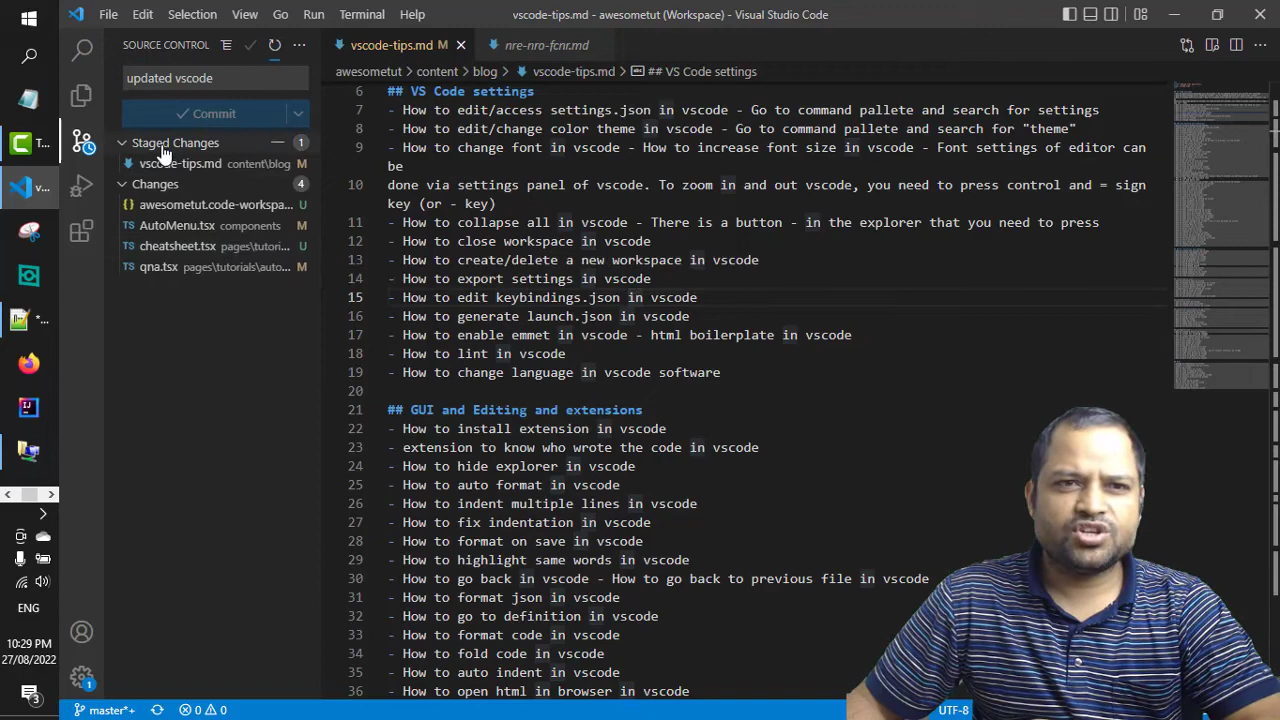 File Edit Selection View Go Run Terminal Help
vscode-tips.md - awesometut (Workspace) - Visual Studio Code
SOURCE CONTROL
vscode-tips.md M
nre-nro-fcnr.md
updated vscode
awesometut > content > blog > vscode-tips.md > ## VS Code settings
Commit
Staged Changes 1
vscode-tips.md content\blog M
Changes 4
awesometut.code-workspa... U
AutoMenu.tsx components M
cheatsheet.tsx pages\tutori... U
qna.tsx pages\tutorials\auto... M
6 ## VS Code settings
7 - How to edit/open settings.json in vscode - Go to command pallete and search for settings
8 - How to edit/change color theme in vscode - Go to command pallete and search for "theme"
9 - How to change font in vscode - How to increase font size in vscode - Font settings of editor can
be
10 done via settings panel of vscode. To zoom in and out vscode, you need to press control and = sign
key (or - key)
11 - How to collapse all in vscode - There is a button - in the explorer that you need to press
12 - How to close workspace in vscode
13 - How to create/delete a new workspace in vscode
14 - How to export settings in vscode
15 - How to edit keybindings.json in vscode
16 - How to generate launch.json in vscode
17 - How to enable emmet in vscode - html boilerplate in vscode
18 - How to lint in vscode
19 - How to change language in vscode software
20
21 ## GUI and Editing and extensions
22 - How to install extension in vscode
23 - extension to know who wrote the code in vscode
24 - How to hide explorer in vscode
25 - How to auto format in vscode
26 - How to indent multiple lines in vscode
27 - How to fix indentation in vscode
28 - How to format on save in vscode
29 - How to highlight same words in vscode
30 - How to go back in vscode - How to go back to previous file in vscode
31 - How to format json in vscode
32 - How to go to definition in vscode
33 - How to format code in vscode
34 - How to fold code in vscode
35 - How to auto indent in vscode
36 - How to open html in browser in vscode
T...
v...
*...
ENG
10:29 PM
27/08/2022
3
1
master*+ 0 0
UTF-8